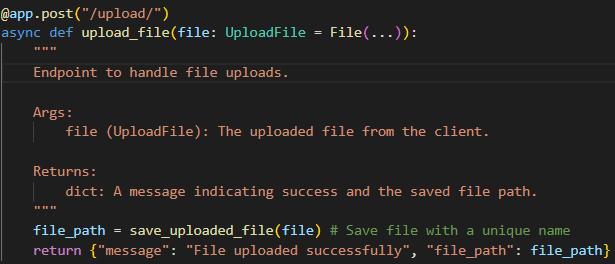 @app.post("/upload/")
async def upload_file(file: UploadFile = File(...)):
    """
    Endpoint to handle file uploads.

    Args:
        file (UploadFile): The uploaded file from the client.

    Returns:
        dict: A message indicating success and the saved file path.
    """
    file_path = save_uploaded_file(file) # Save file with a unique name
    return {"message": "File uploaded successfully", "file_path": file_path}